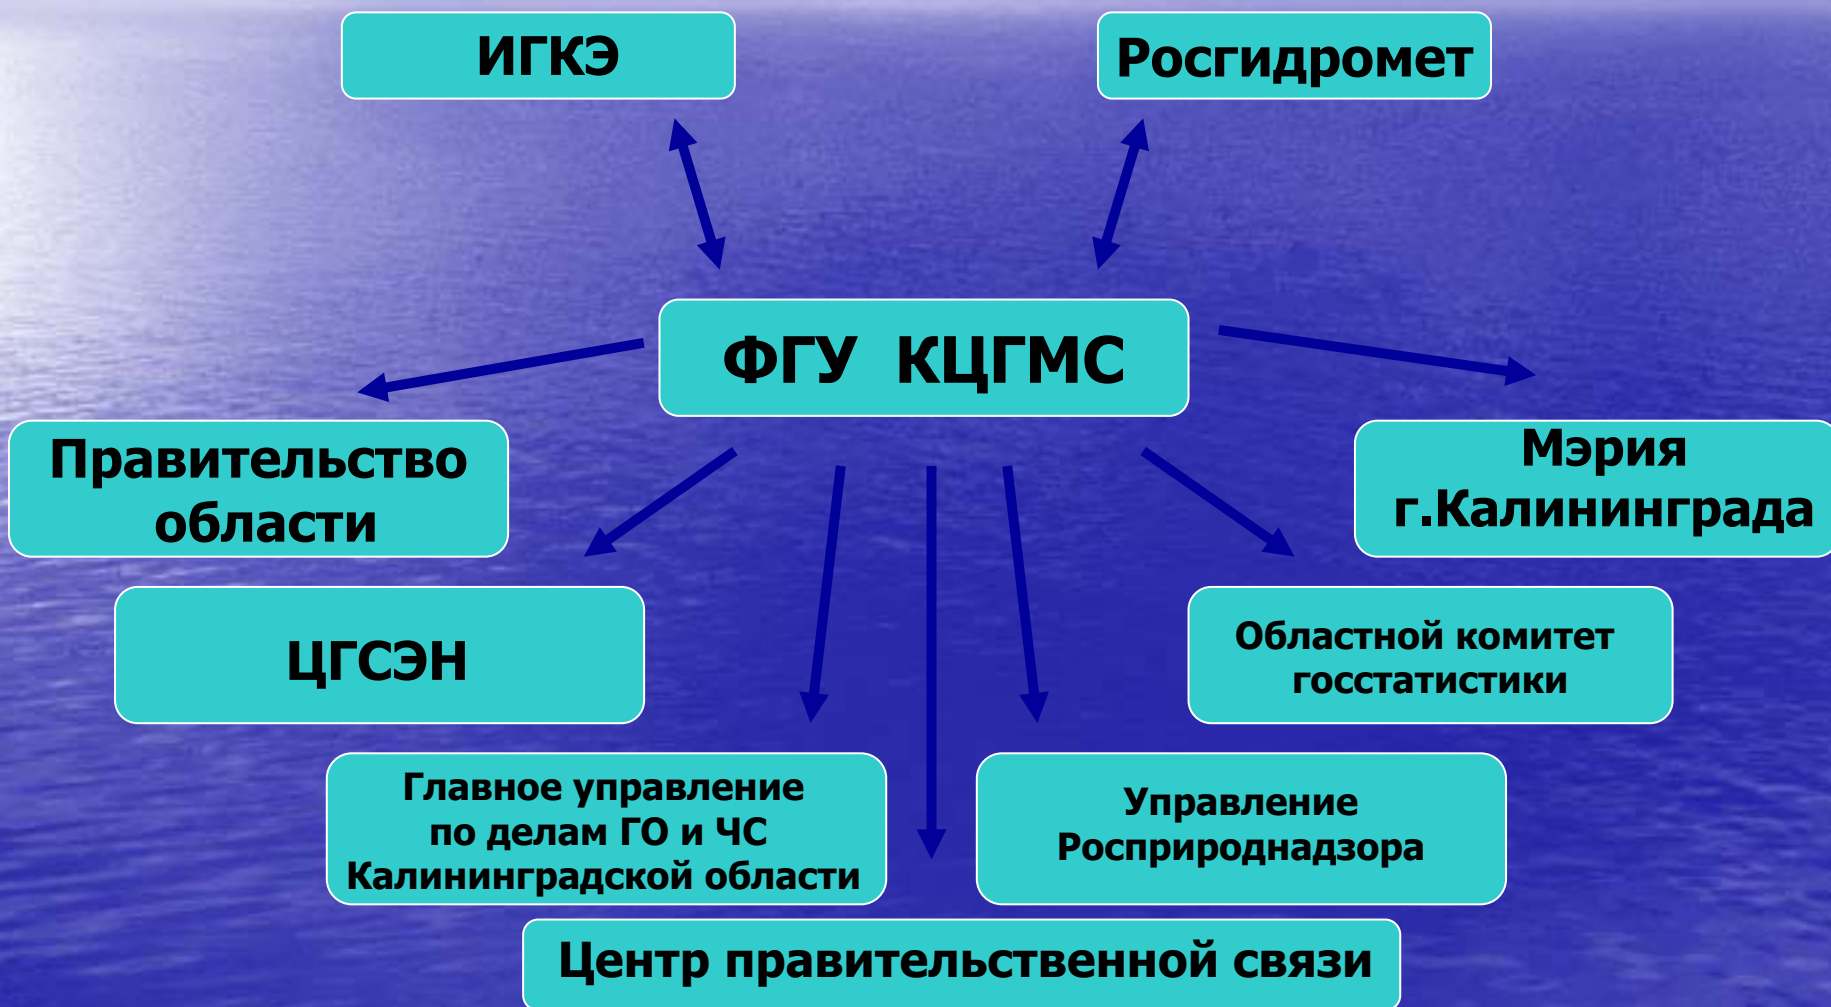 ИГКЭ
Росгидромет
ФГУ КЦГМС
Правительство
области
Мэрия
г.Калининграда
ЦГСЭН
Областной комитет
госстатистики
Главное управление
по делам ГО и ЧС
Калининградской области
Управление
Росприроднадзора
Центр правительственной связи